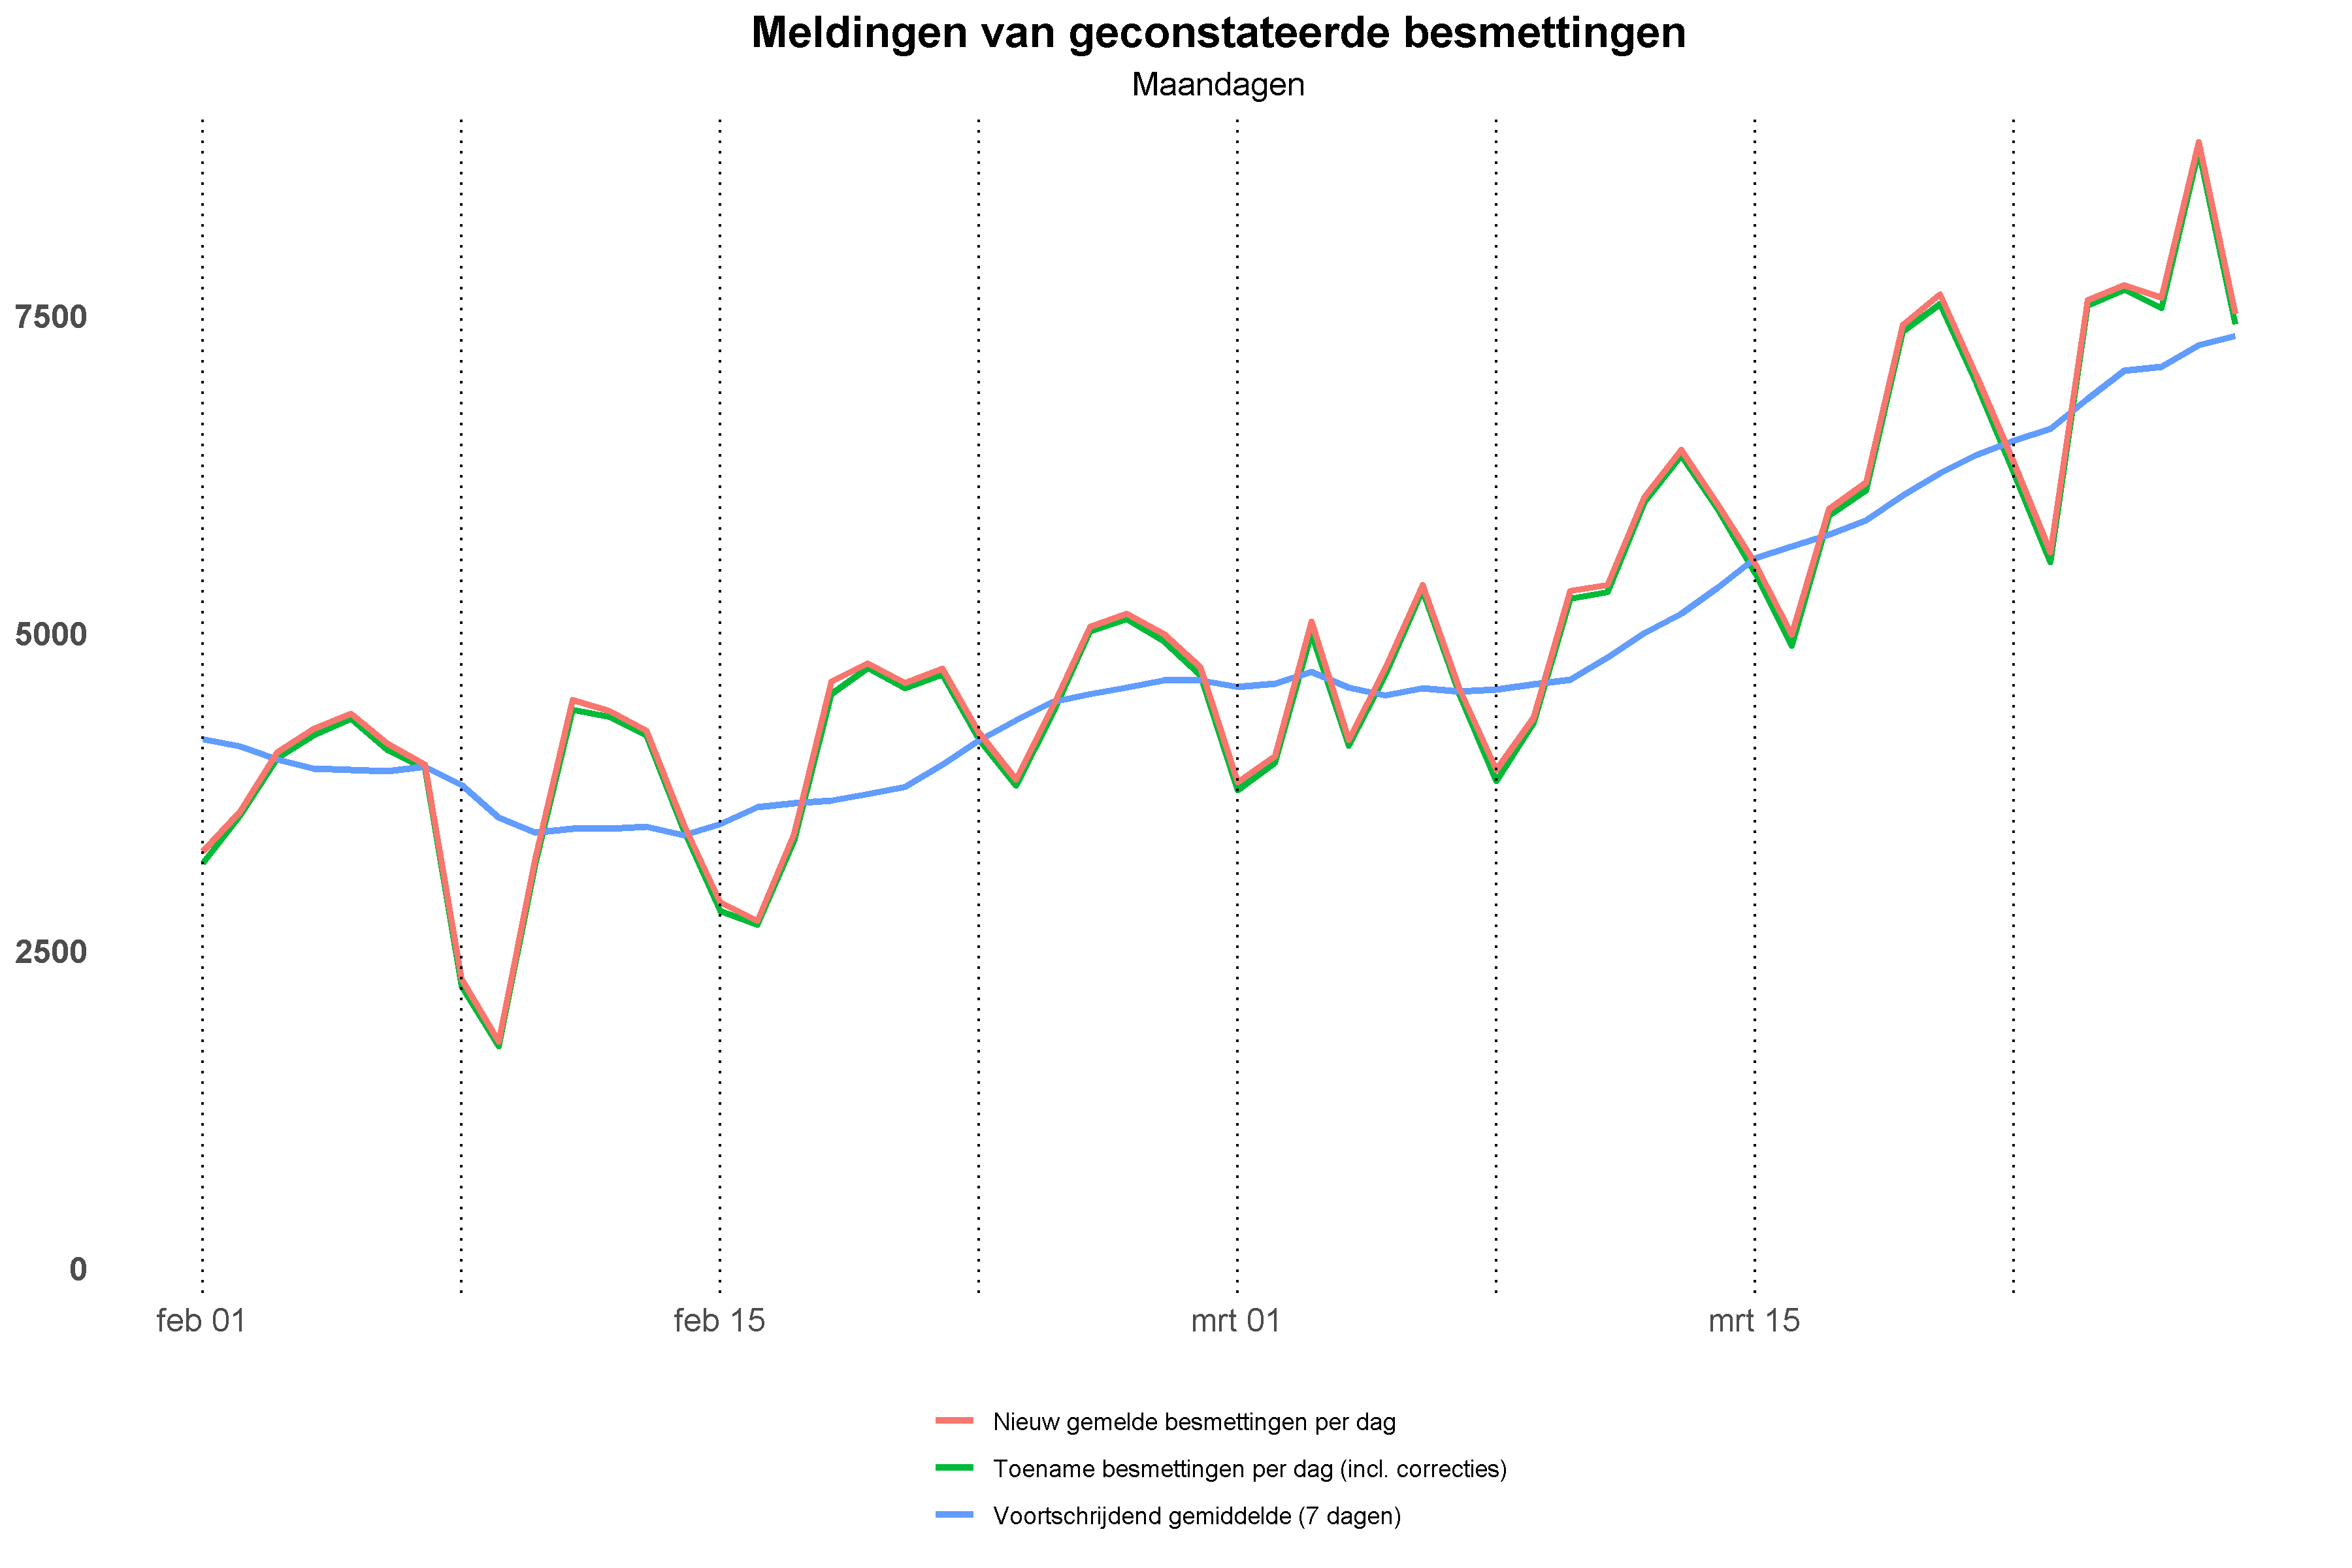 Meldingen van geconstateerde besmettingen
Maandagen
7500
5000
2500
0
feb 01
feb 15
mrt 01
mrt 15
Nieuw gemelde besmettingen per dag
Toename besmettingen per dag (incl. correcties)
Voortschrijdend gemiddelde (7 dagen)